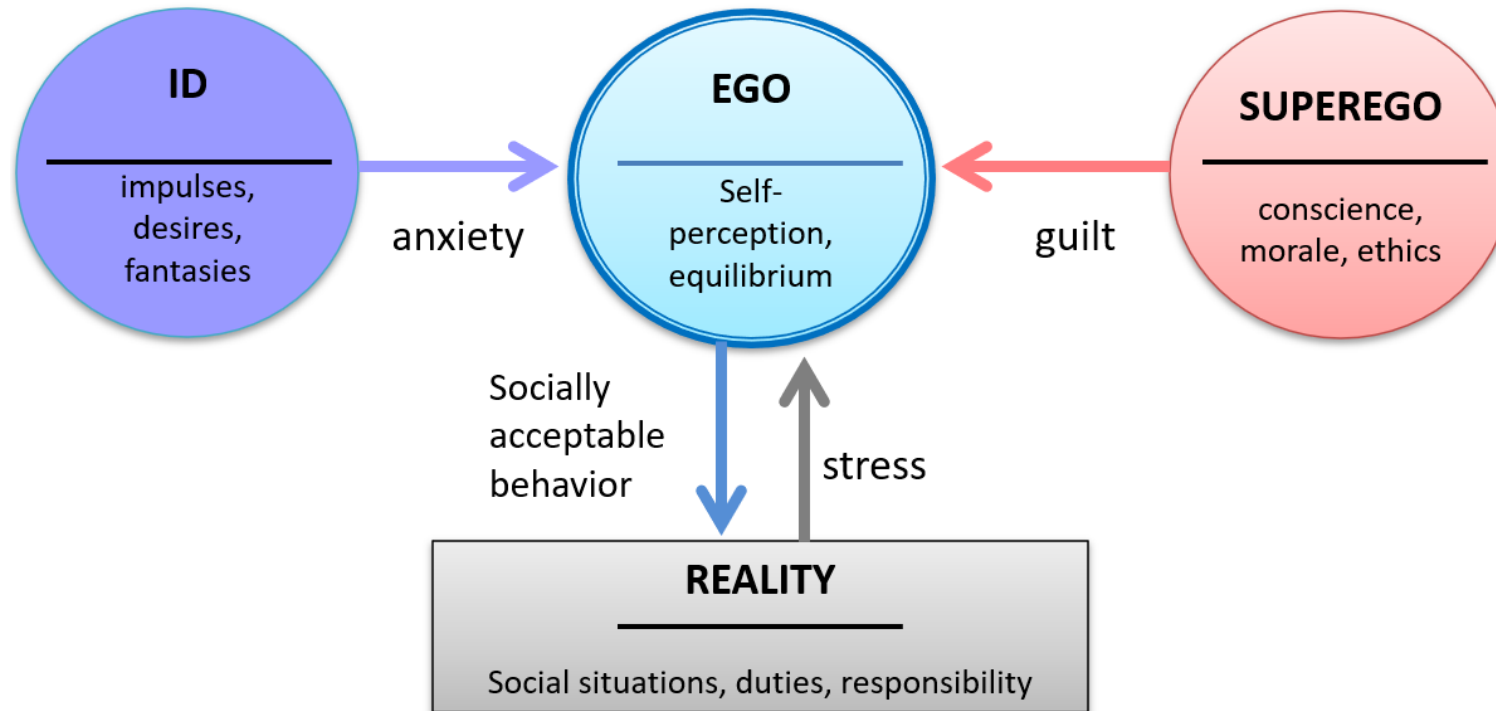 ID
impulses,
desires,
fantasies
anxiety
EGO
Self-
perception,
equilibrium
guilt
SUPEREGO
conscience,
morale, ethics
Socially
acceptable
behavior
stress
REALITY
Social situations, duties, responsibility